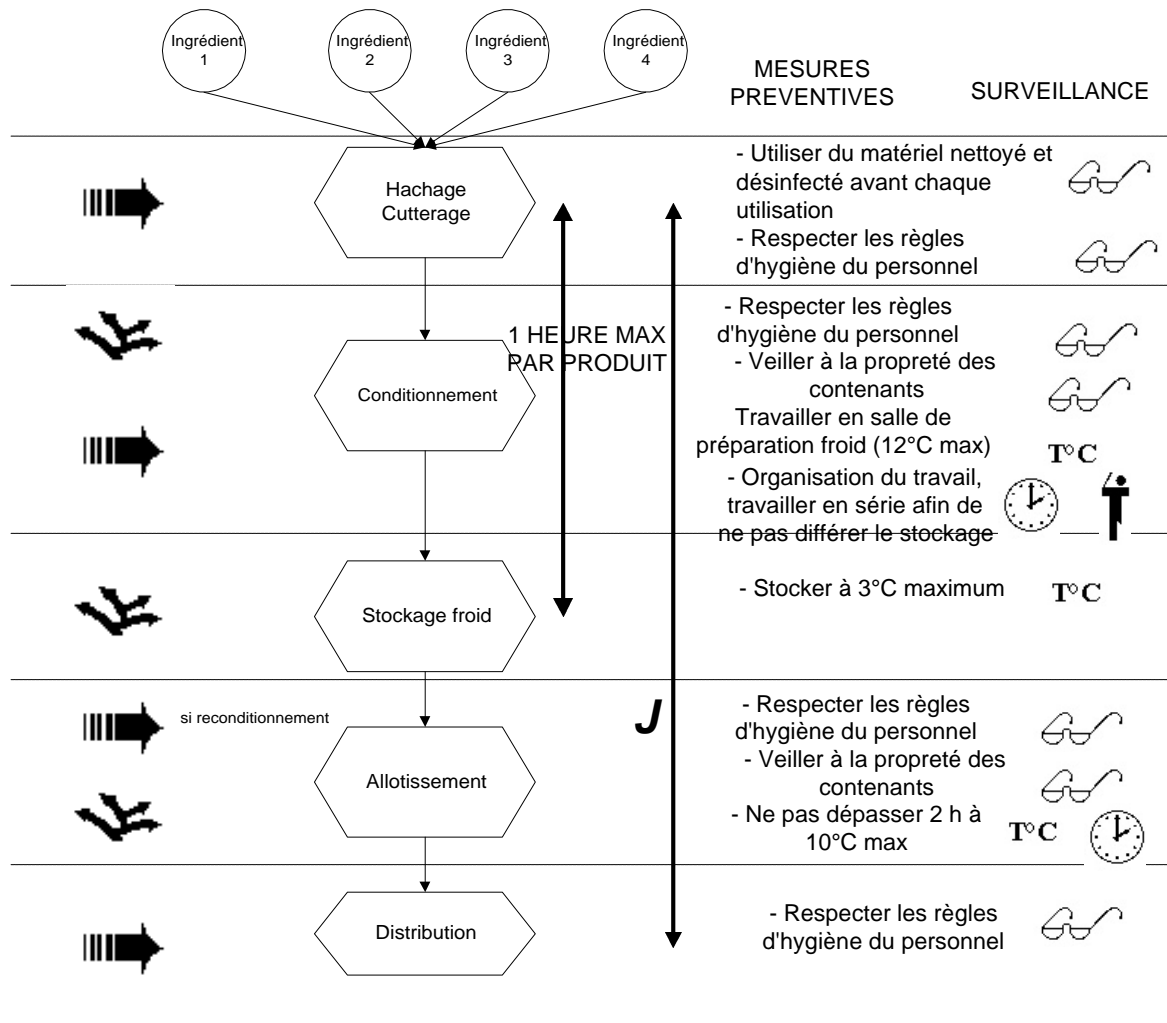 Ingrédient
1
Ingrédient
2
Ingrédient
3
Ingrédient
4
MESURES
PREVENTIVES
SURVEILLANCE
Hachage
Cutterage
- Utiliser du matériel nettoyé et
désinfecté avant chaque
utilisation
- Respecter les règles
d'hygiène du personnel
1 HEURE MAX
PAR PRODUIT
Conditionnement
- Respecter les règles
d'hygiène du personnel
- Veiller à la propreté des
contenants
Travailler en salle de
préparation froid (12°C max)
T°C
- Organisation du travail,
travailler en série afin de
ne pas différer le stockage
Stockage froid
- Stocker à 3°C maximum
T°C
si reconditionnement
J
Allotissement
- Respecter les règles
d'hygiène du personnel
- Veiller à la propreté des
contenants
- Ne pas dépasser 2 h à
10°C max
T°C
Distribution
- Respecter les règles
d'hygiène du personnel